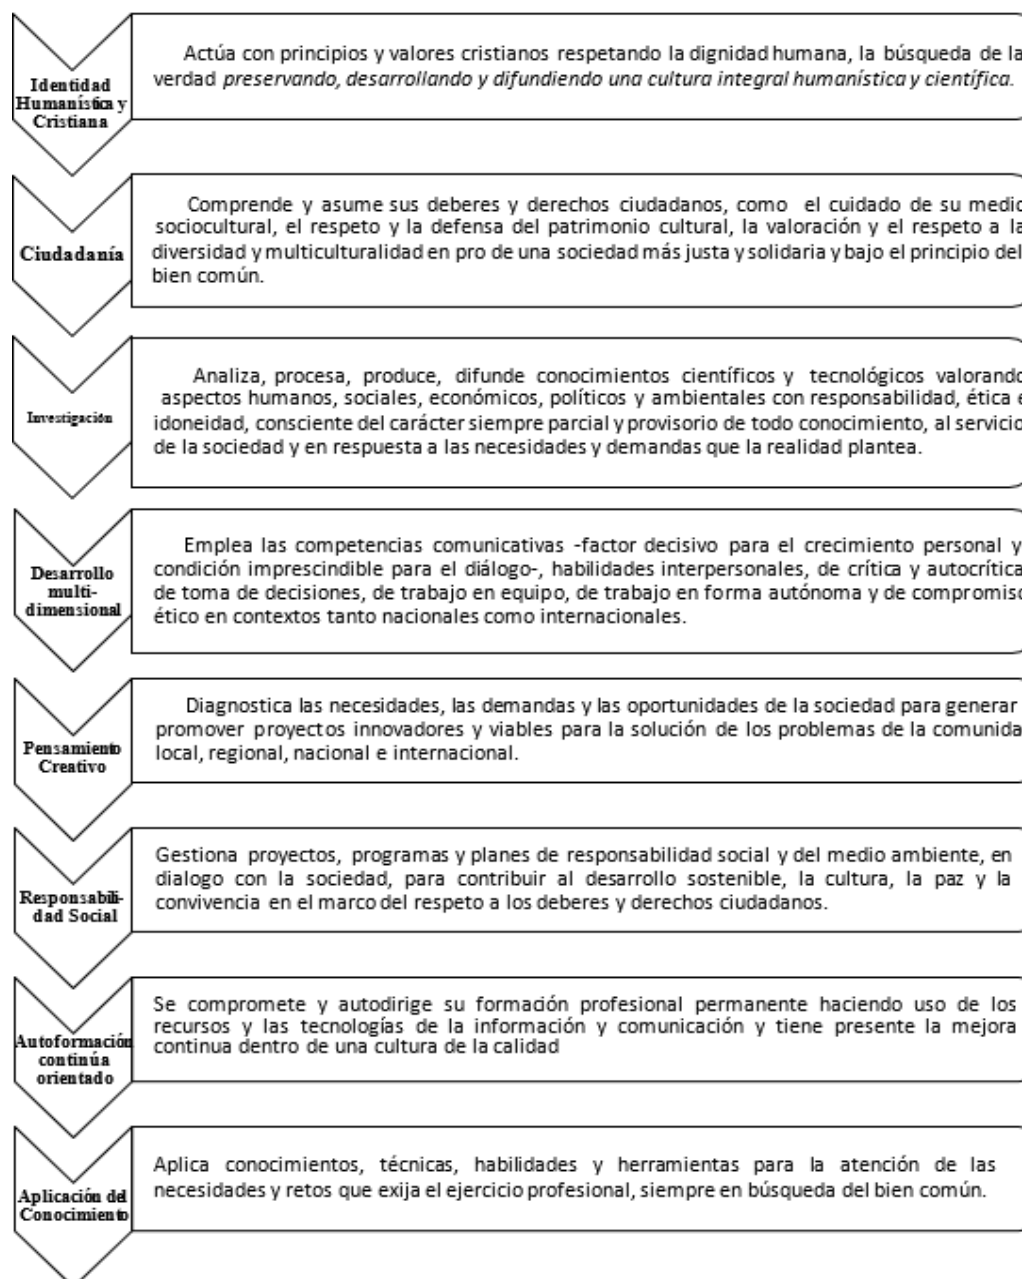 Identidad
Humanística y
Cristiana
Actúa con principios y valores cristianos respetando la dignidad humana, la búsqueda de la
verdad preservando, desarrollando y difundiendo una cultura integral humanística y científica.
Ciudadanía
Comprende y asume sus deberes y derechos ciudadanos, como el cuidado de su medio
sociocultural, el respeto y la defensa del patrimonio cultural, la valoración y el respeto a la
diversidad y multiculturalidad en pro de una sociedad más justa y solidaria y bajo el principio del
bien común.
Investigación
Analiza, procesa, produce, difunde conocimientos científicos y tecnológicos valorando
aspectos humanos, sociales, económicos, políticos y ambientales con responsabilidad, ética e
idoneidad, consciente del carácter siempre parcial y provisorio de todo conocimiento, al servicio
de la sociedad y en respuesta a las necesidades y demandas que la realidad plantea.
Desarrollo
multi-
dimensional
Emplea las competencias comunicativas -factor decisivo para el crecimiento personal y
condición imprescindible para el diálogo-, habilidades interpersonales, de crítica y autocrítica
de toma de decisiones, de trabajo en equipo, de trabajo en forma autónoma y de compromiso
ético en contextos tanto nacionales como internacionales.
Pensamiento
Creativo
Diagnostica las necesidades, las demandas y las oportunidades de la sociedad para generar
promover proyectos innovadores y viables para la solución de los problemas de la comunida
local, regional, nacional e internacional.
Responsabili-
dad Social
Gestiona proyectos, programas y planes de responsabilidad social y del medio ambiente, en
dialogo con la sociedad, para contribuir al desarrollo sostenible, la cultura, la paz y la
convivencia en el marco del respeto a los deberes y derechos ciudadanos.
Autoformación
continúa
orientado
Se compromete y autodirige su formación profesional permanente haciendo uso de los
recursos y las tecnologías de la información y comunicación y tiene presente la mejora
continua dentro de una cultura de la calidad
Aplicación del
Conocimiento
Aplica conocimientos, técnicas, habilidades y herramientas para la atención de las
necesidades y retos que exija el ejercicio profesional, siempre en búsqueda del bien común.